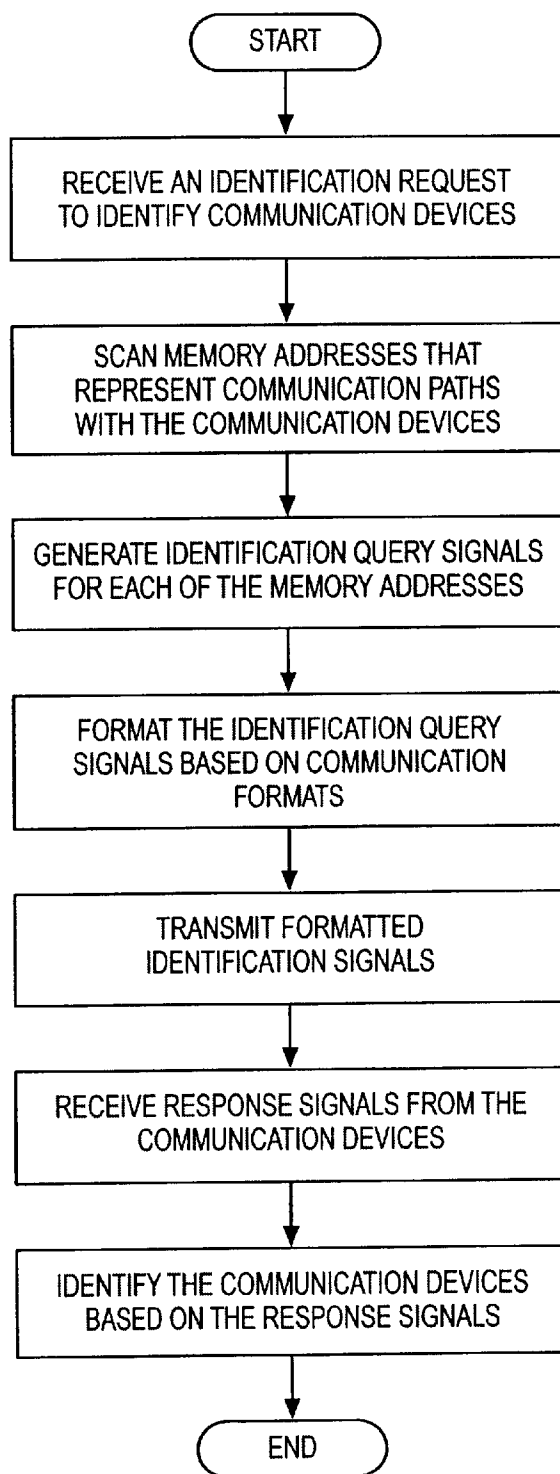 START
RECEIVE AN IDENTIFICATION REQUEST
TO IDENTIFY COMMUNICATION DEVICES
SCAN MEMORY ADDRESSES THAT
REPRESENT COMMUNICATION PATHS
WITH THE COMMUNICATION DEVICES
GENERATE IDENTIFICATION QUERY SIGNALS
FOR EACH OF THE MEMORY ADDRESSES
FORMAT THE IDENTIFICATION QUERY
SIGNALS BASED ON COMMUNICATION
FORMATS
TRANSMIT FORMATTED
IDENTIFICATION SIGNALS
RECEIVE RESPONSE SIGNALS FROM THE
COMMUNICATION DEVICES
IDENTIFY THE COMMUNICATION DEVICES
BASED ON THE RESPONSE SIGNALS
END